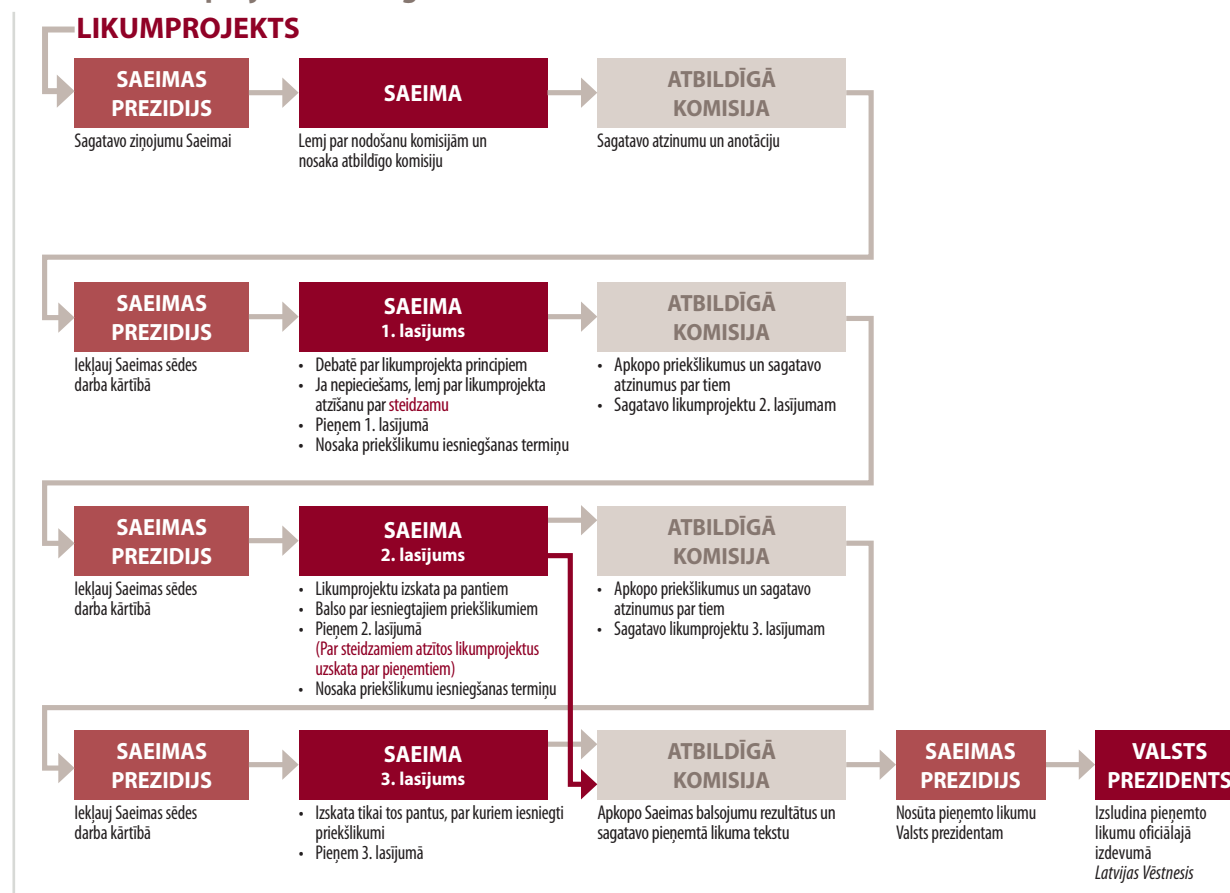 LIKUMPROJEKTS
SAEIMAS
PREZIDIJS
Sagatavo ziņojumu Saeimai
SAEIMA
Lemj par nodošanu komisijām un
nosaka atbildīgo komisiju
ATBILDĪGĀ
KOMISIJA
Sagatavo atzinumu un anotāciju
SAEIMAS
PREZIDIJS
Iekļauj Saeimas sēdes
darba kārtībā
SAEIMA
1. lasījums
• Debatē par likumprojekta principiem
• Ja nepieciešams, lemj par likumprojekta
atzīšanu par steidzamu
• Pieņem 1. lasījumā
• Nosaka priekšlikumu iesniegšanas termiņu
ATBILDĪGĀ
KOMISIJA
• Apkopo priekšlikumus un sagatavo
atzinumus par tiem
• Sagatavo likumprojektu 2. lasījumam
SAEIMAS
PREZIDIJS
Iekļauj Saeimas sēdes
darba kārtībā
SAEIMA
2. lasījums
• Likumprojektu izskata pa pantiem
• Balso par iesniegtajiem priekšlikumiem
• Pieņem 2. lasījumā
(Par steidzamiem atzītos likumprojektus
uzskata par pieņemtiem)
• Nosaka priekšlikumu iesniegšanas termiņu
ATBILDĪGĀ
KOMISIJA
• Apkopo priekšlikumus un sagatavo
atzinumus par tiem
• Sagatavo likumprojektu 3. lasījumam
SAEIMAS
PREZIDIJS
Iekļauj Saeimas sēdes
darba kārtībā
SAEIMA
3. lasījums
• Izskata tikai tos pantus, par kuriem iesniegti
priekšlikumi
• Pieņem 3. lasījumā
ATBILDĪGĀ
KOMISIJA
Apkopo Saeimas balsojumu rezultātus un
sagatavo pieņemtā likuma tekstu
SAEIMAS
PREZIDIJS
Nosūta pieņemto likumu
Valsts prezidentam
VALSTS
PREZIDENTS
Izsludina pieņemto
likumu oficiālajā
izdevumā
Latvijas Vēstnesis